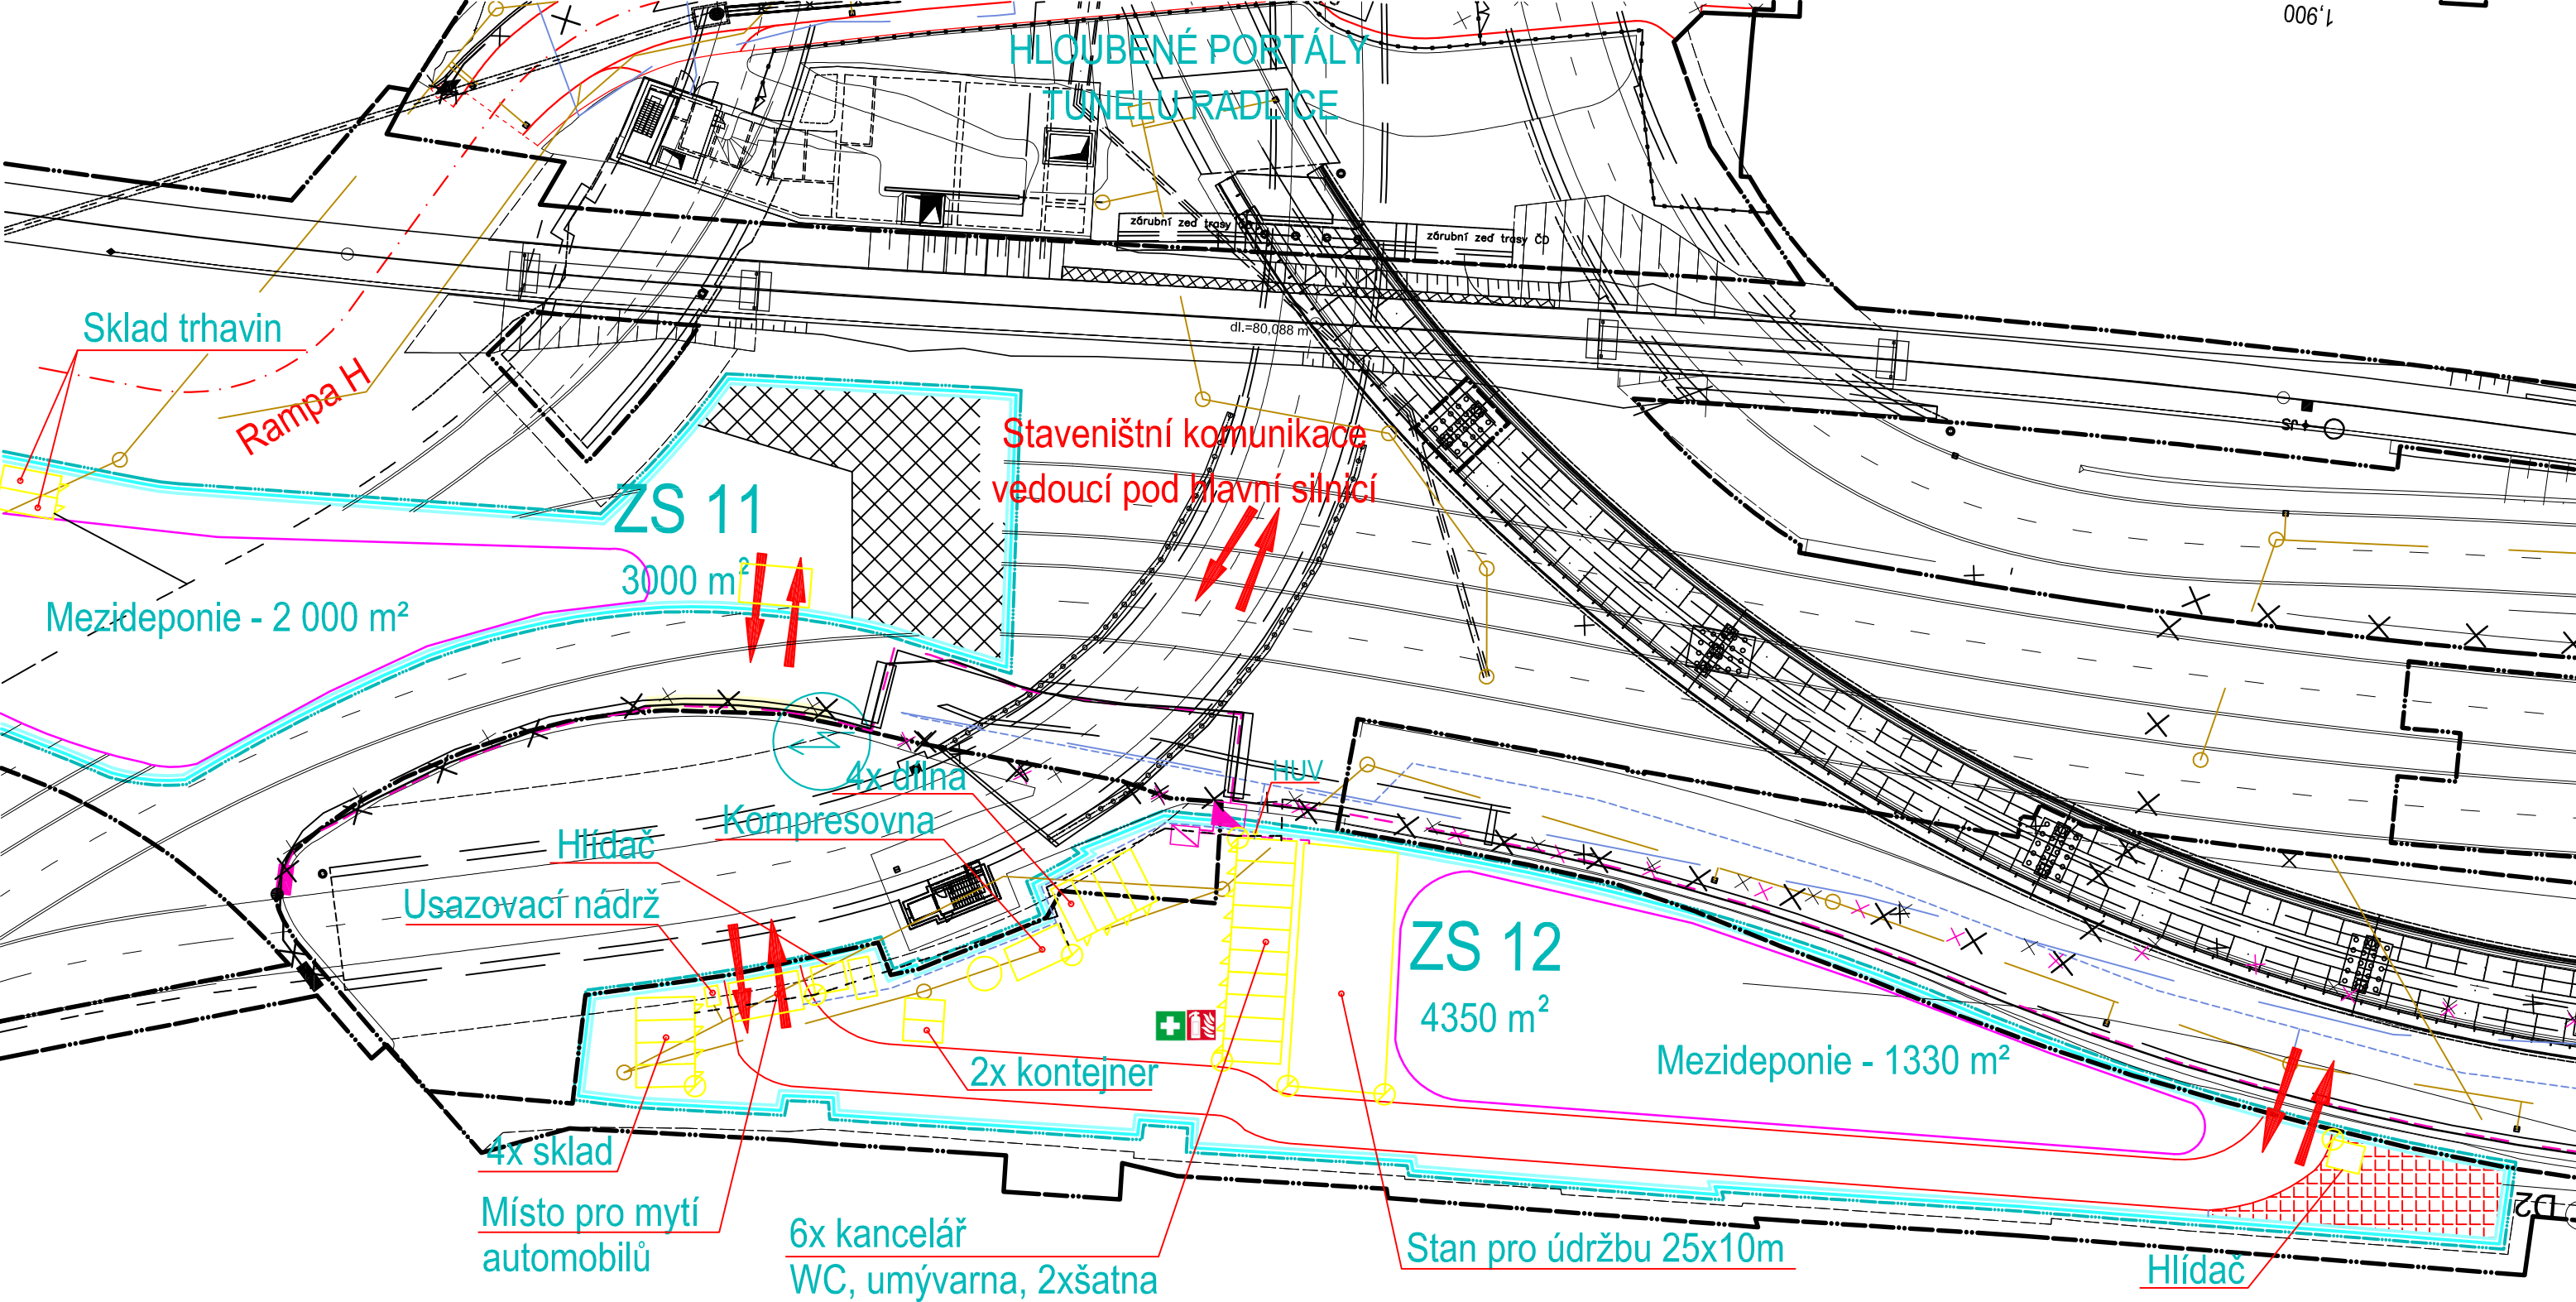 1,900
HLOUBENÉ PORTÁLY
TUNELU RADLICE
zárubní zeď trasy
zárubní zeď trasy ČD
dl.=80,088 m
Sklad trhavin
Rampa H
Staveništní komunikace
vedoucí pod hlavní silnicí
JS
ZS 11
3000 m²
Mezideponie - 2 000 m²
4x dílna
HUV
Kompresovna
Hlídač
Usazovací nádrž
ZS 12
4350 m²
Mezideponie - 1330 m²
2x kontejner
4x sklad
Místo pro mytí
automobilů
6x kancelář
WC, umývarna, 2xšatna
Stan pro údržbu 25x10m
Hlídač
D2